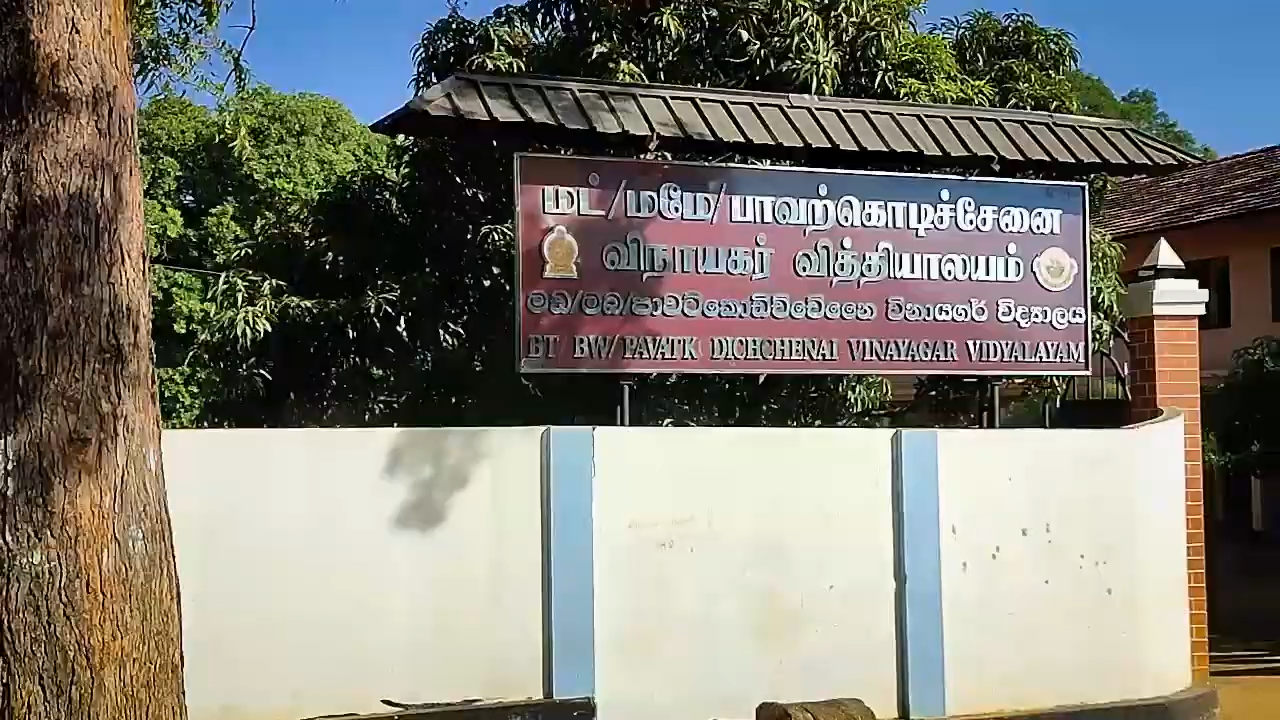 மட்/மமே/பாவற்கொடிச்சேனை
விநாயகர் வித்தியாலயம்
මඩ/මබ/පාවට්කොඩිච්චේනෛ විනායගර් විද්‍යාලය
BT BW/PAVATK DICHCHENAI VINAYAGAR VIDYALAYAM